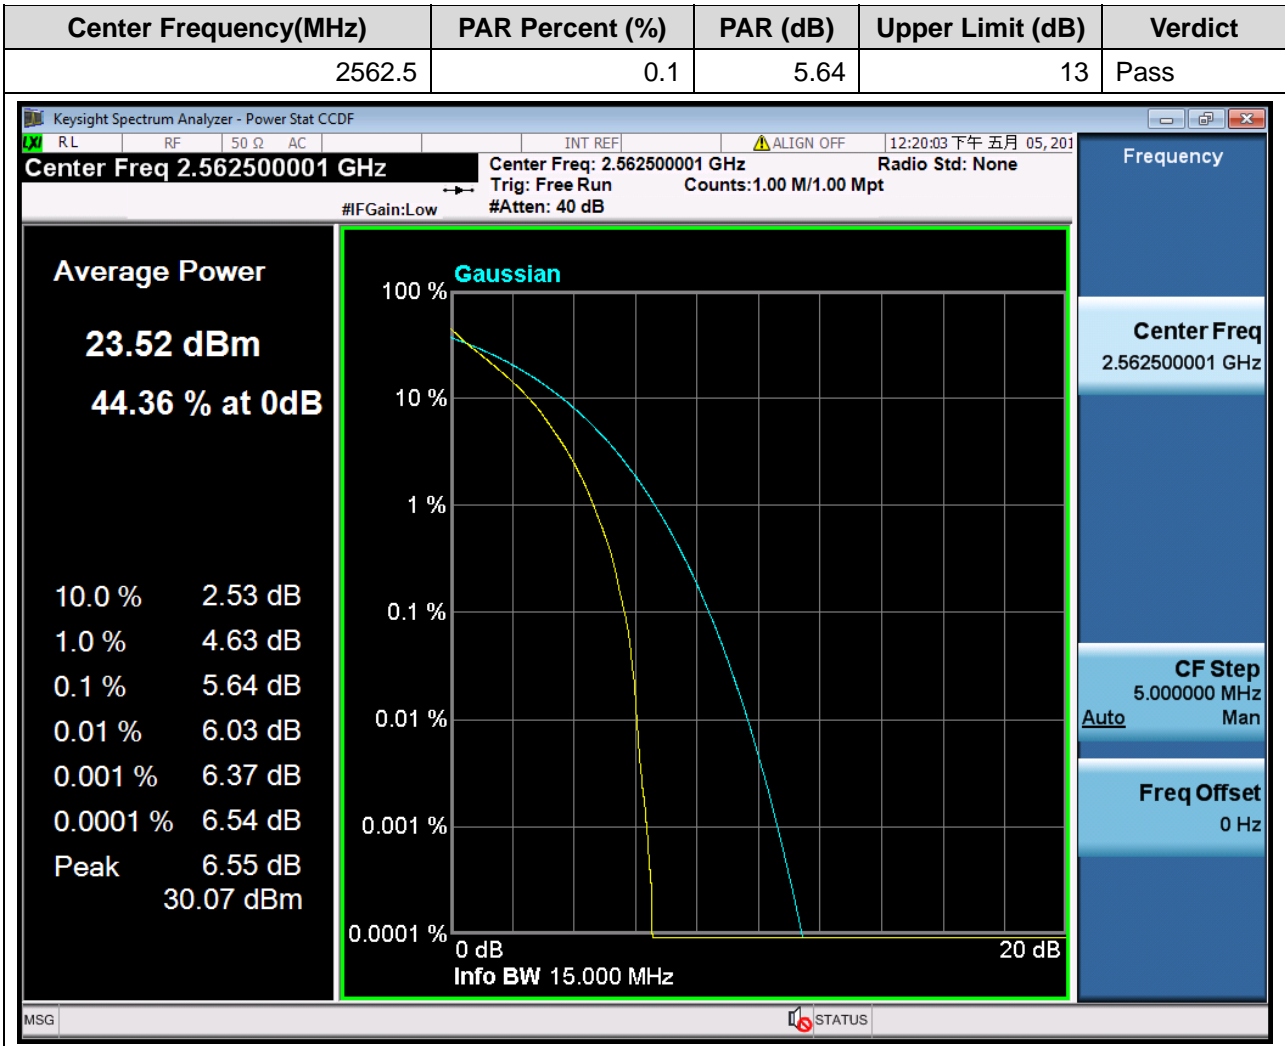 Center Frequency(MHz) PAR Percent (%) PAR (dB) Upper Limit (dB) Verdict
2562.5 0.1 5.64 13 Pass
Keysight Spectrum Analyzer - Power Stat CCDF
LXI RL RF 50 Ω AC INT REF ALIGN OFF 12:20:03 下午 五月 05, 201
Center Freq 2.562500001 GHz
Center Freq: 2.562500001 GHz Radio Std: None
Trig: Free Run Counts:1.00 M/1.00 Mpt
#IFGain:Low #Atten: 40 dB
Average Power
23.52 dBm
44.36 % at 0dB
10.0 % 2.53 dB
1.0 % 4.63 dB
0.1 % 5.64 dB
0.01 % 6.03 dB
0.001 % 6.37 dB
0.0001 % 6.54 dB
Peak 6.55 dB
30.07 dBm
Gaussian
100 %
10 %
1 %
0.1 %
0.01 %
0.001 %
0.0001 %
0 dB 20 dB
Info BW 15.000 MHz
Frequency
Center Freq
2.562500001 GHz
CF Step
5.000000 MHz
Auto Man
Freq Offset
0 Hz
MSG STATUS